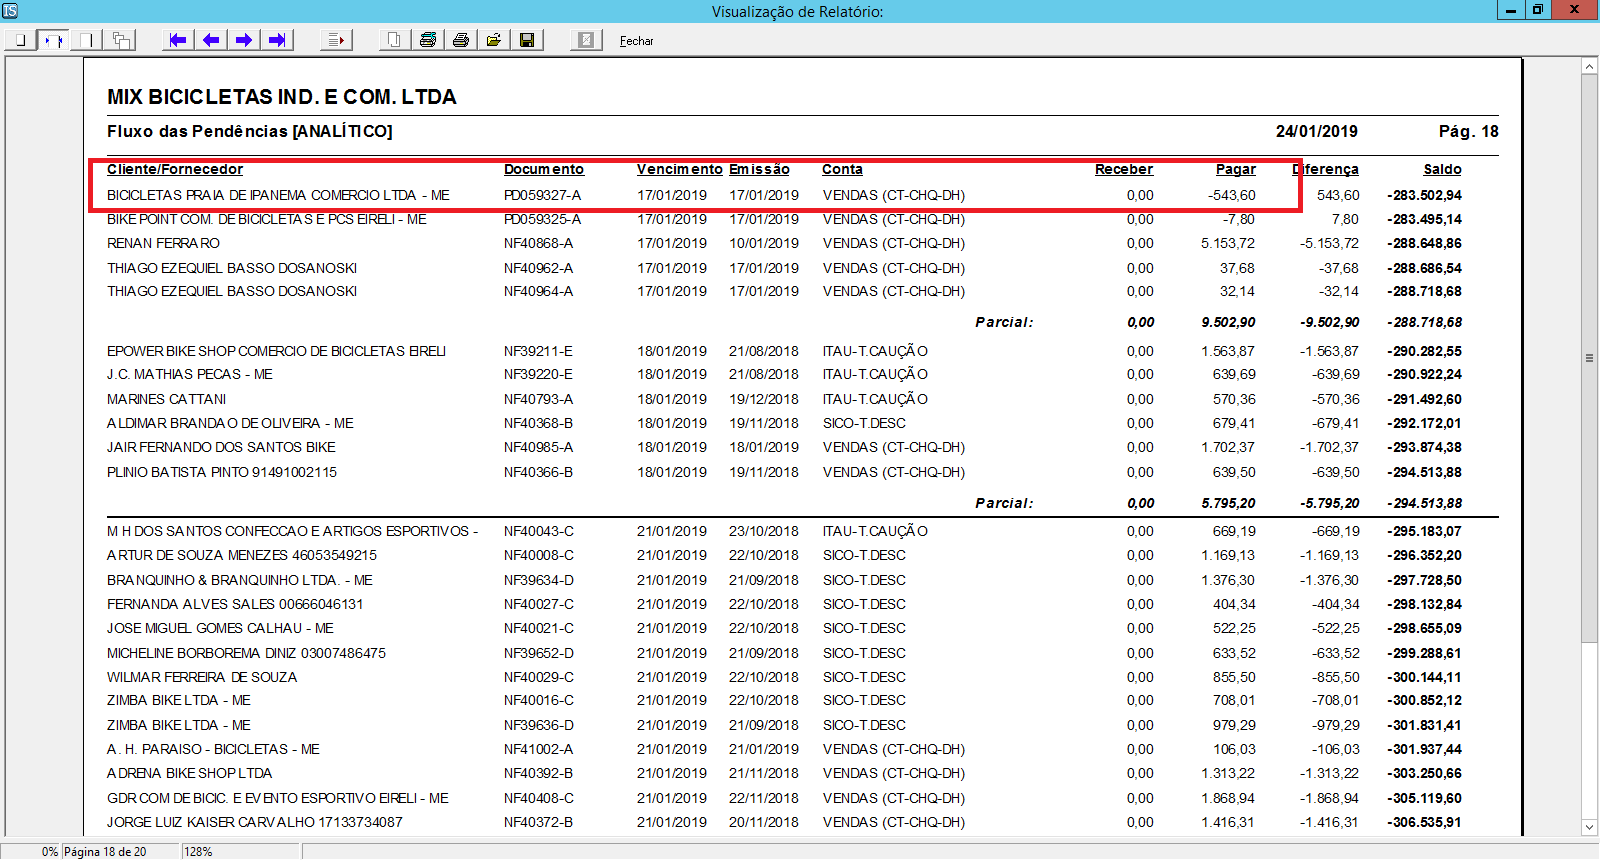 IS Visualização de Relatório:
Fechar
MIX BICICLETAS IND. E COM. LTDA
Fluxo das Pendências [ANALÍTICO] 24/01/2019 Pág. 18
Cliente/Fornecedor Documento Vencimento Emissão Conta Receber Pagar Diferença Saldo
BICICLETAS PRAIA DE IPANEMA COMERCIO LTDA - ME PD059327-A 17/01/2019 17/01/2019 VENDAS (CT-CHQ-DH) 0,00 -543,60 543,60 -283.502,94
BIKE POINT COM. DE BICICLETAS E PCS EIRELI - ME PD059325-A 17/01/2019 17/01/2019 VENDAS (CT-CHQ-DH) 0,00 -7,80 7,80 -283.495,14
RENAN FERRARO NF40868-A 17/01/2019 10/01/2019 VENDAS (CT-CHQ-DH) 0,00 5.153,72 -5.153,72 -288.648,86
THIAGO EZEQUIEL BASSO DOSANOSKI NF40962-A 17/01/2019 17/01/2019 VENDAS (CT-CHQ-DH) 0,00 37,68 -37,68 -288.686,54
THIAGO EZEQUIEL BASSO DOSANOSKI NF40964-A 17/01/2019 17/01/2019 VENDAS (CT-CHQ-DH) 0,00 32,14 -32,14 -288.718,68
Parcial: 0,00 9.502,90 -9.502,90 -288.718,68
EPOWER BIKE SHOP COMERCIO DE BICICLETAS EIRELI NF39211-E 18/01/2019 21/08/2018 ITAU-T.CAUÇÃO 0,00 1.563,87 -1.563,87 -290.282,55
J.C. MATHIAS PECAS - ME NF39220-E 18/01/2019 21/08/2018 ITAU-T.CAUÇÃO 0,00 639,69 -639,69 -290.922,24
MARINES CATTANI NF40793-A 18/01/2019 19/12/2018 ITAU-T.CAUÇÃO 0,00 570,36 -570,36 -291.492,60
ALDIMAR BRANDAO DE OLIVEIRA - ME NF40368-B 18/01/2019 19/11/2018 SICO-T.DESC 0,00 679,41 -679,41 -292.172,01
JAIR FERNANDO DOS SANTOS BIKE NF40985-A 18/01/2019 18/01/2019 VENDAS (CT-CHQ-DH) 0,00 1.702,37 -1.702,37 -293.874,38
PLINIO BATISTA PINTO 91491002115 NF40366-B 18/01/2019 19/11/2018 VENDAS (CT-CHQ-DH) 0,00 639,50 -639,50 -294.513,88
Parcial: 0,00 5.795,20 -5.795,20 -294.513,88
M H DOS SANTOS CONFECCAO E ARTIGOS ESPORTIVOS - NF40043-C 21/01/2019 23/10/2018 ITAU-T.CAUÇÃO 0,00 669,19 -669,19 -295.183,07
ARTUR DE SOUZA MENEZES 46053549215 NF40008-C 21/01/2019 22/10/2018 SICO-T.DESC 0,00 1.169,13 -1.169,13 -296.352,20
BRANQUINHO & BRANQUINHO LTDA. - ME NF39634-D 21/01/2019 21/09/2018 SICO-T.DESC 0,00 1.376,30 -1.376,30 -297.728,50
FERNANDA ALVES SALES 00666046131 NF40027-C 21/01/2019 22/10/2018 SICO-T.DESC 0,00 404,34 -404,34 -298.132,84
JOSE MIGUEL GOMES CALHAU - ME NF40021-C 21/01/2019 22/10/2018 SICO-T.DESC 0,00 522,25 -522,25 -298.655,09
MICHELINE BORBOREMA DINIZ 03007486475 NF39652-D 21/01/2019 21/09/2018 SICO-T.DESC 0,00 633,52 -633,52 -299.288,61
WILMAR FERREIRA DE SOUZA NF40029-C 21/01/2019 22/10/2018 SICO-T.DESC 0,00 855,50 -855,50 -300.144,11
ZIMBA BIKE LTDA - ME NF40016-C 21/01/2019 22/10/2018 SICO-T.DESC 0,00 708,01 -708,01 -300.852,12
ZIMBA BIKE LTDA - ME NF39636-D 21/01/2019 21/09/2018 SICO-T.DESC 0,00 979,29 -979,29 -301.831,41
A. H. PARAISO - BICICLETAS - ME NF41002-A 21/01/2019 21/01/2019 VENDAS (CT-CHQ-DH) 0,00 106,03 -106,03 -301.937,44
ADRENA BIKE SHOP LTDA NF40392-B 21/01/2019 21/11/2018 VENDAS (CT-CHQ-DH) 0,00 1.313,22 -1.313,22 -303.250,66
GDR COM DE BICIC. E EVENTO ESPORTIVO EIRELI - ME NF40408-C 21/01/2019 22/11/2018 VENDAS (CT-CHQ-DH) 0,00 1.868,94 -1.868,94 -305.119,60
JORGE LUIZ KAISER CARVALHO 17133734087 NF40372-B 21/01/2019 20/11/2018 VENDAS (CT-CHQ-DH) 0,00 1.416,31 -1.416,31 -306.535,91
0% Página 18 de 20 128%